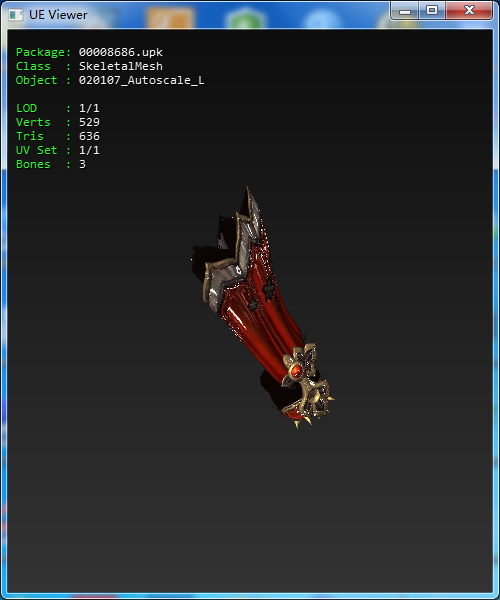 UE Viewer
Package: 00008686.upk
Class : SkeletalMesh
Object : 020107_Autoscale_L
LOD : 1/1
Verts : 529
Tris : 636
UV Set : 1/1
Bones : 3